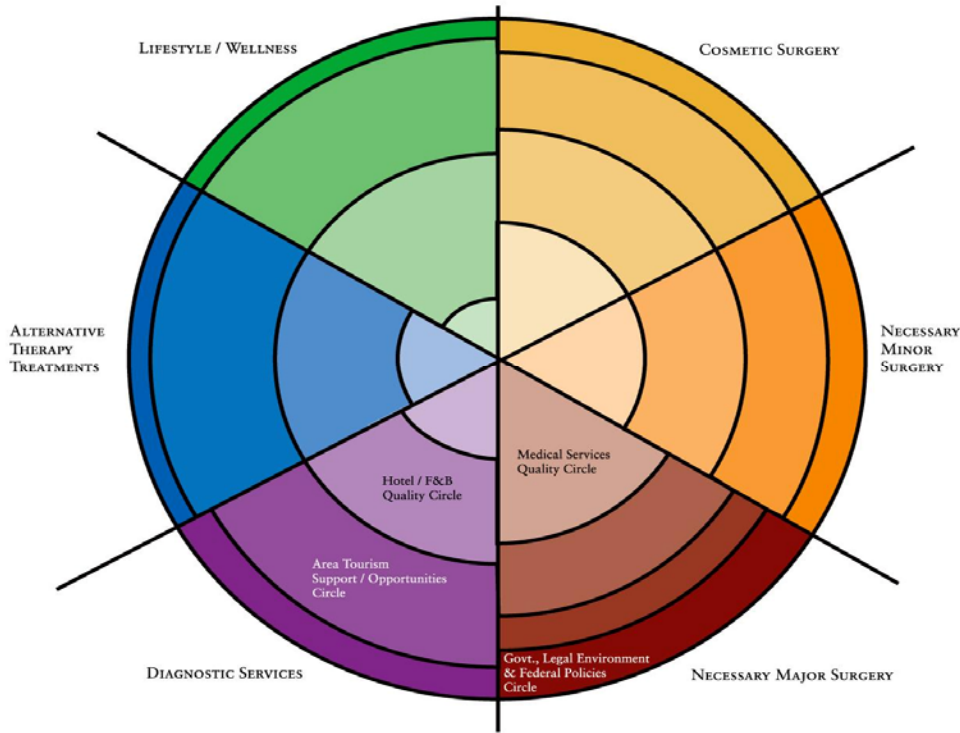 LIFESTYLE / WELLNESS
COSMETIC SURGERY
ALTERNATIVE
THERAPY
TREATMENTS
NECESSARY
MINOR
SURGERY
Medical Services
Quality Circle
Hotel / F&B
Quality Circle
Area Tourism
Support / Opportunities
Circle
Govt., Legal Environment
& Federal Policies
Circle
DIAGNOSTIC SERVICES
NECESSARY MAJOR SURGERY